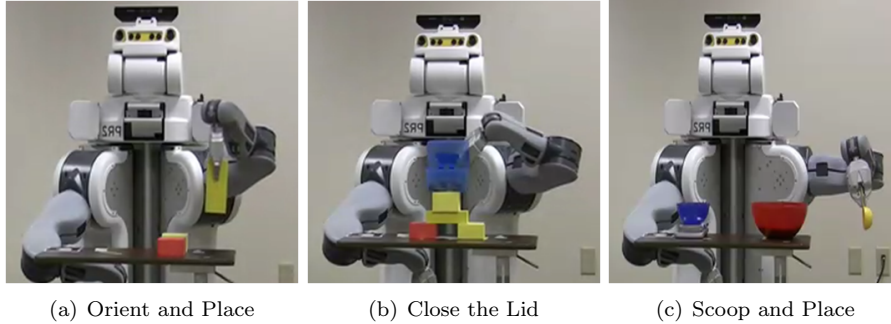 PR2
PR2
PR2
(a) Orient and Place
(b) Close the Lid
(c) Scoop and Place